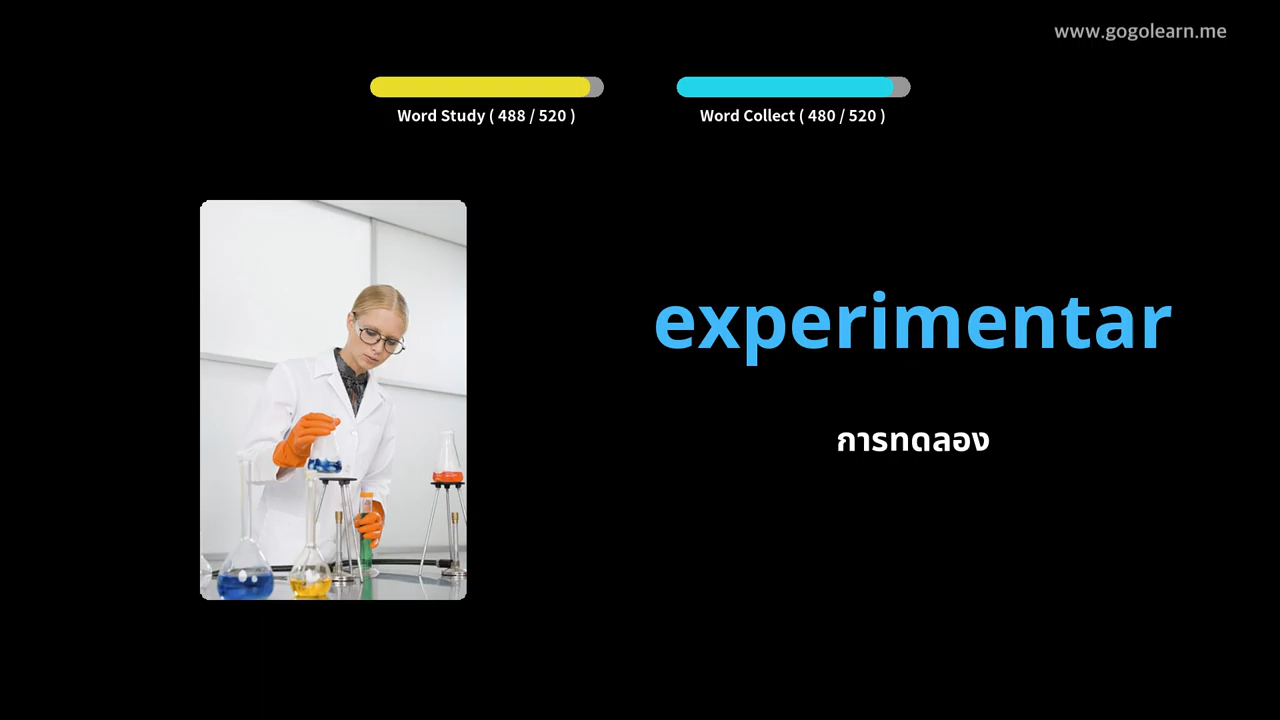 www.gogolearn.me
Word Study ( 488 / 520 )
Word Collect ( 480 / 520 )
experimentar
การทดลอง